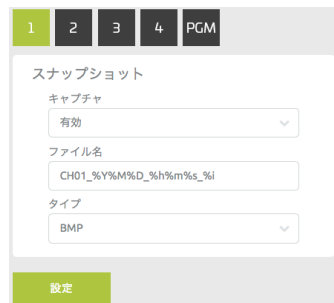 1 2 3 4 PGM
スナップショット
キャプチャ
有効
ファイル名
CH01_%Y%M%D_%h%m%s_%i
タイプ
BMP
設定